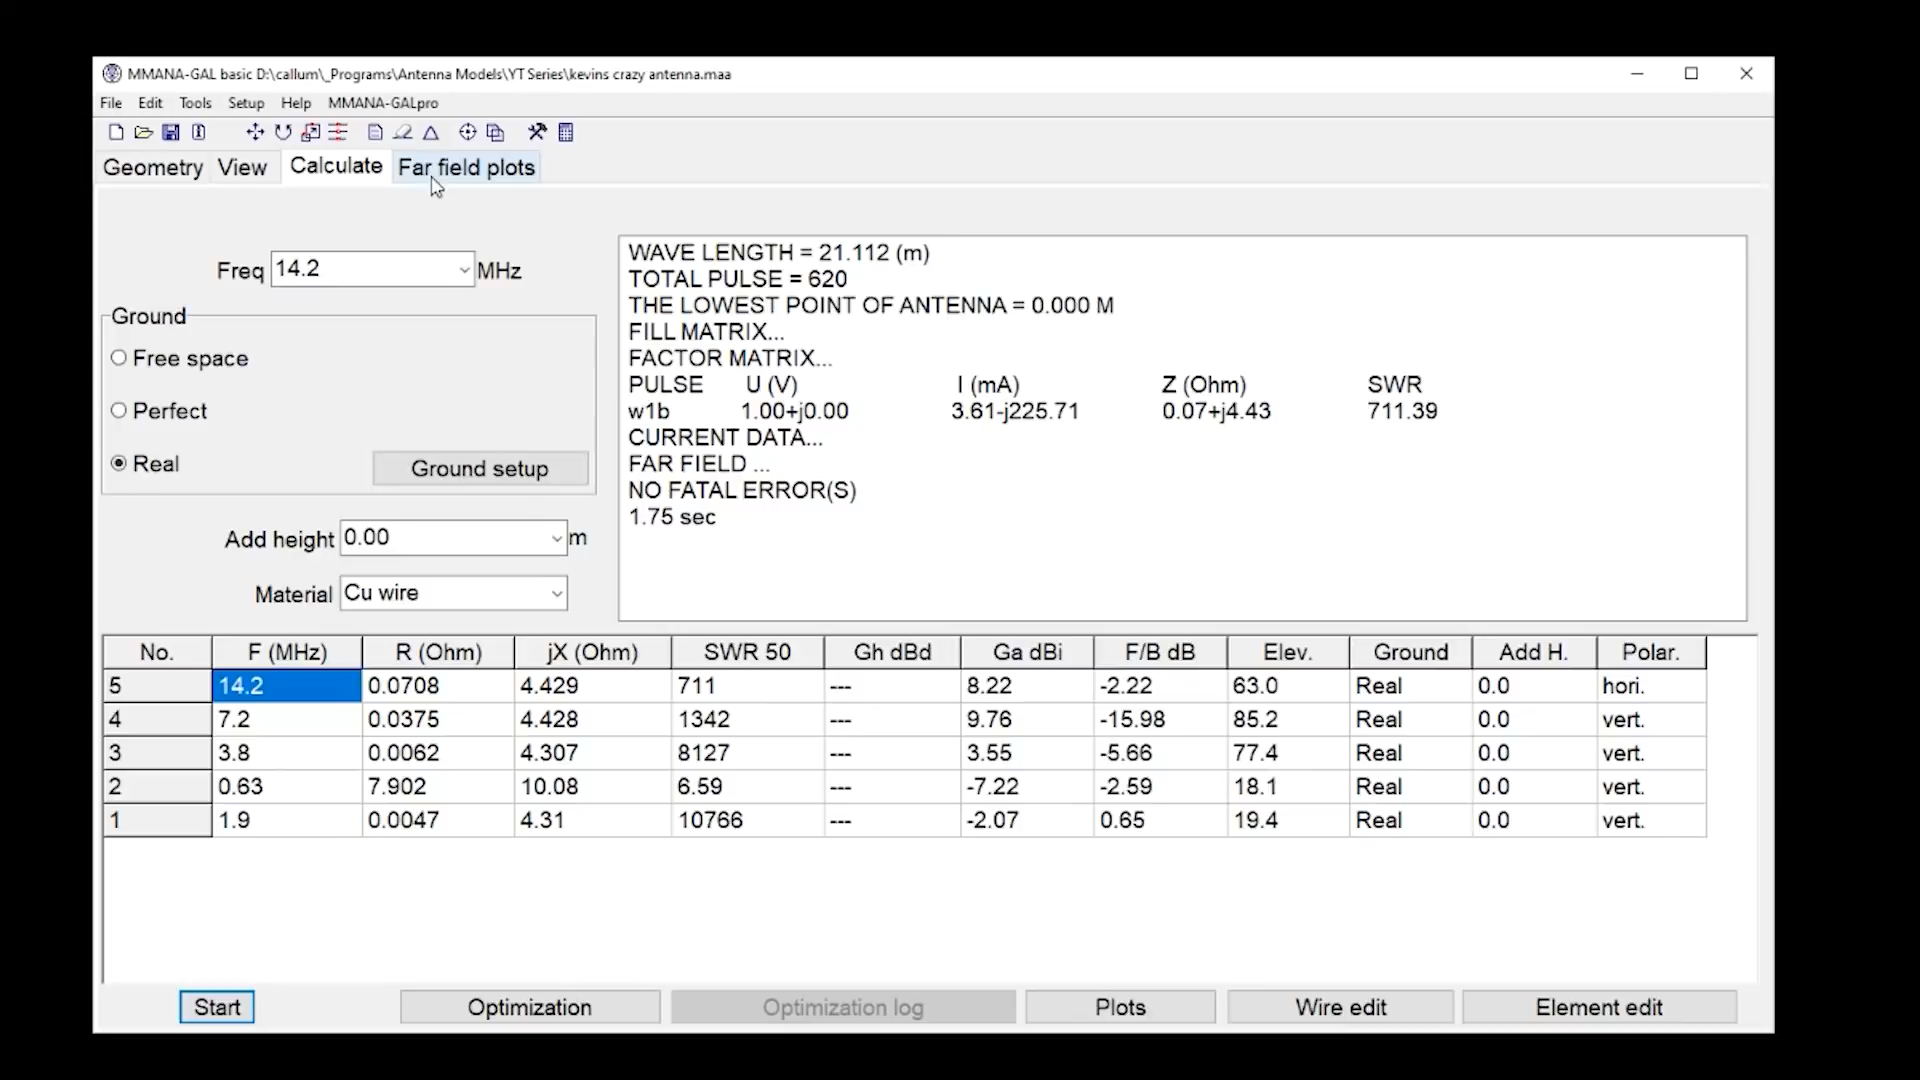 MMANA-GAL basic D:\callum\_Programs\Antenna Models\YT Series\kevins crazy antenna.maa
File Edit Tools Setup Help MMANA-GALpro
Geometry View Calculate Far field plots
Freq 14.2 MHz
Ground
Free space
Perfect
Real Ground setup
Add height 0.00 m
Material Cu wire
WAVE LENGTH = 21.112 (m)
TOTAL PULSE = 620
THE LOWEST POINT OF ANTENNA = 0.000 M
FILL MATRIX...
FACTOR MATRIX...
PULSE U (V) I (mA) Z (Ohm) SWR
w1b 1.00+j0.00 3.61-j225.71 0.07+j4.43 711.39
CURRENT DATA...
FAR FIELD ...
NO FATAL ERROR(S)
1.75 sec
No. F (MHz) R (Ohm) jX (Ohm) SWR 50 Gh dBd Ga dBi F/B dB Elev. Ground Add H. Polar.
5 14.2 0.0708 4.429 711 --- 8.22 -2.22 63.0 Real 0.0 hori.
4 7.2 0.0375 4.428 1342 --- 9.76 -15.98 85.2 Real 0.0 vert.
3 3.8 0.0062 4.307 8127 --- 3.55 -5.66 77.4 Real 0.0 vert.
2 0.63 7.902 10.08 6.59 --- -7.22 -2.59 18.1 Real 0.0 vert.
1 1.9 0.0047 4.31 10766 --- -2.07 0.65 19.4 Real 0.0 vert.
Start Optimization Optimization log Plots Wire edit Element edit